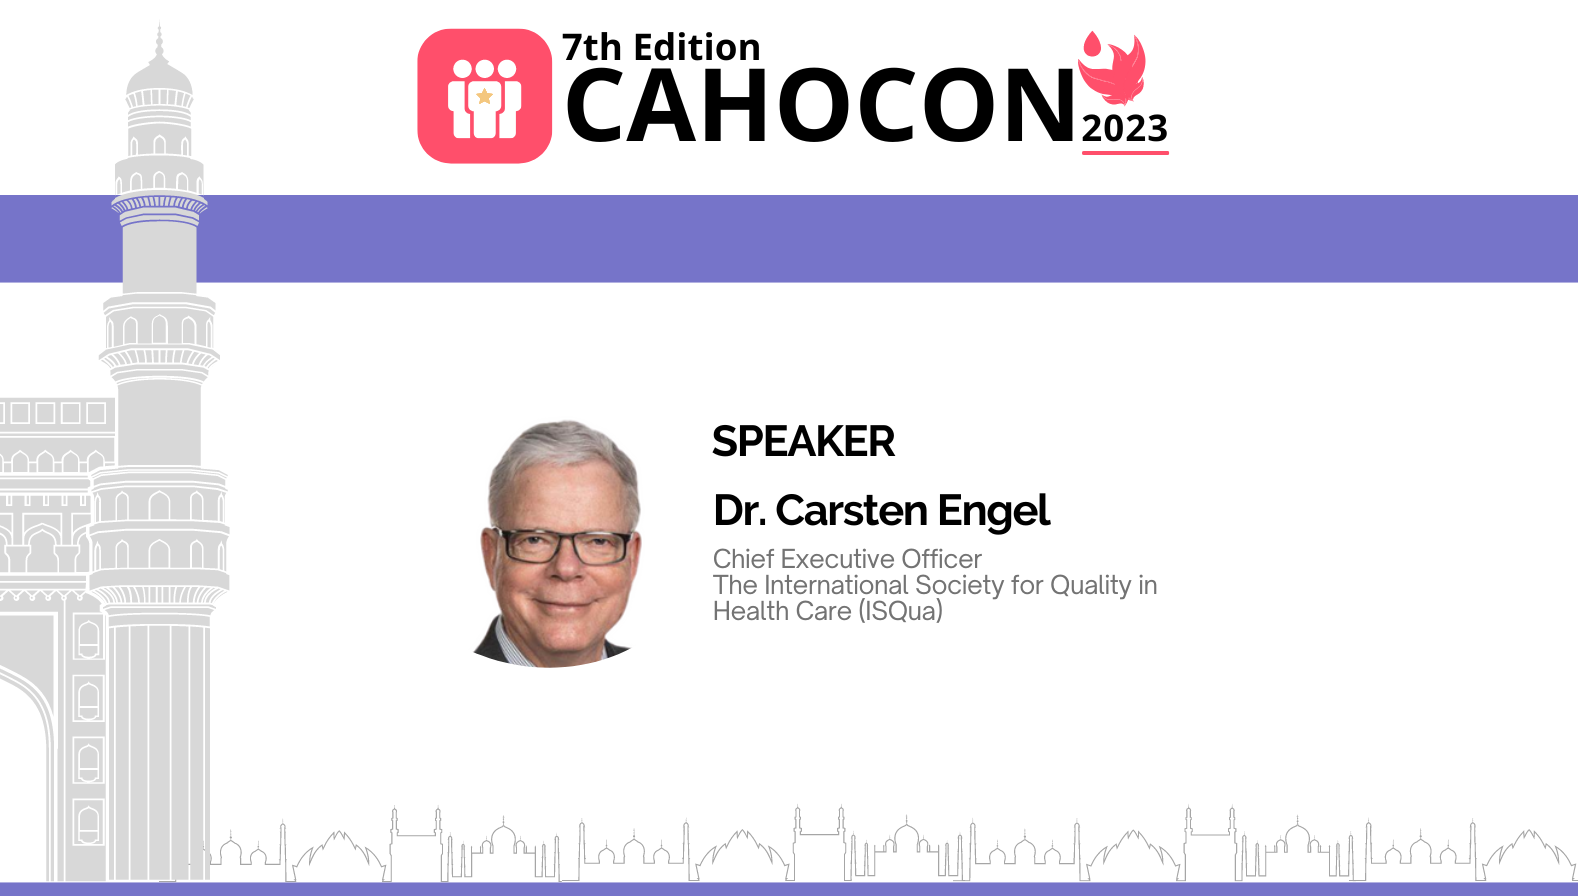 7th Edition
CAHOCON
2023
SPEAKER
Dr. Carsten Engel
Chief Executive Officer
The International Society for Quality in
Health Care (ISQua)